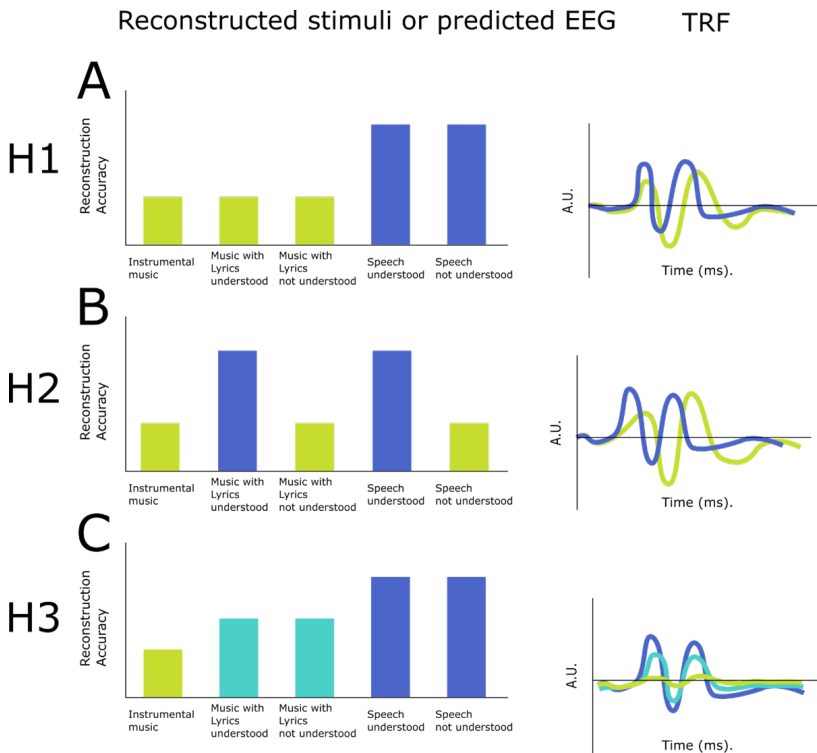 Reconstructed stimuli or predicted EEG
TRF
A
H1
Reconstruction
Accuracy
Instrumental
music
Music with
Lyrics
understood
Music with
Lyrics
not understood
Speech
understood
Speech
not understood
A.U.
Time (ms).
B
H2
Reconstruction
Accuracy
Instrumental
music
Music with
Lyrics
understood
Music with
Lyrics
not understood
Speech
understood
Speech
not understood
A.U.
Time (ms).
C
H3
Reconstruction
Accuracy
Instrumental
music
Music with
Lyrics
understood
Music with
Lyrics
not understood
Speech
understood
Speech
not understood
A.U.
Time (ms).